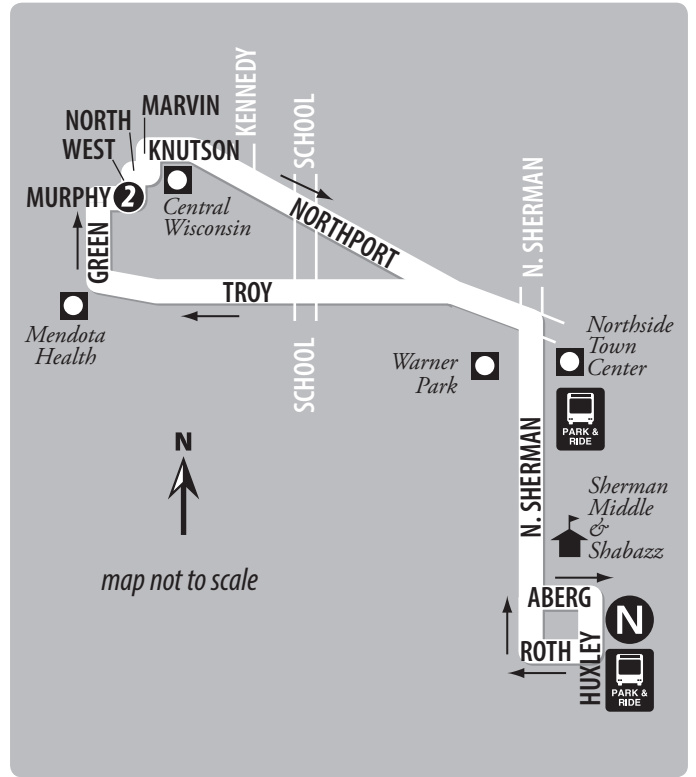 MARVIN
NORTH
WEST
KNUTSON
KENNEDY
SCHOOL
MURPHY
2
Central
Wisconsin
NORTHPORT
N. SHERMAN
GREEN
TROY
Mendota
Health
SCHOOL
Warner
Park
Northside
Town
Center
PARK &
RIDE
N
map not to scale
N. SHERMAN
Sherman
Middle
&
Shabazz
ABERG
N
ROTH
HUXLEY
PARK &
RIDE